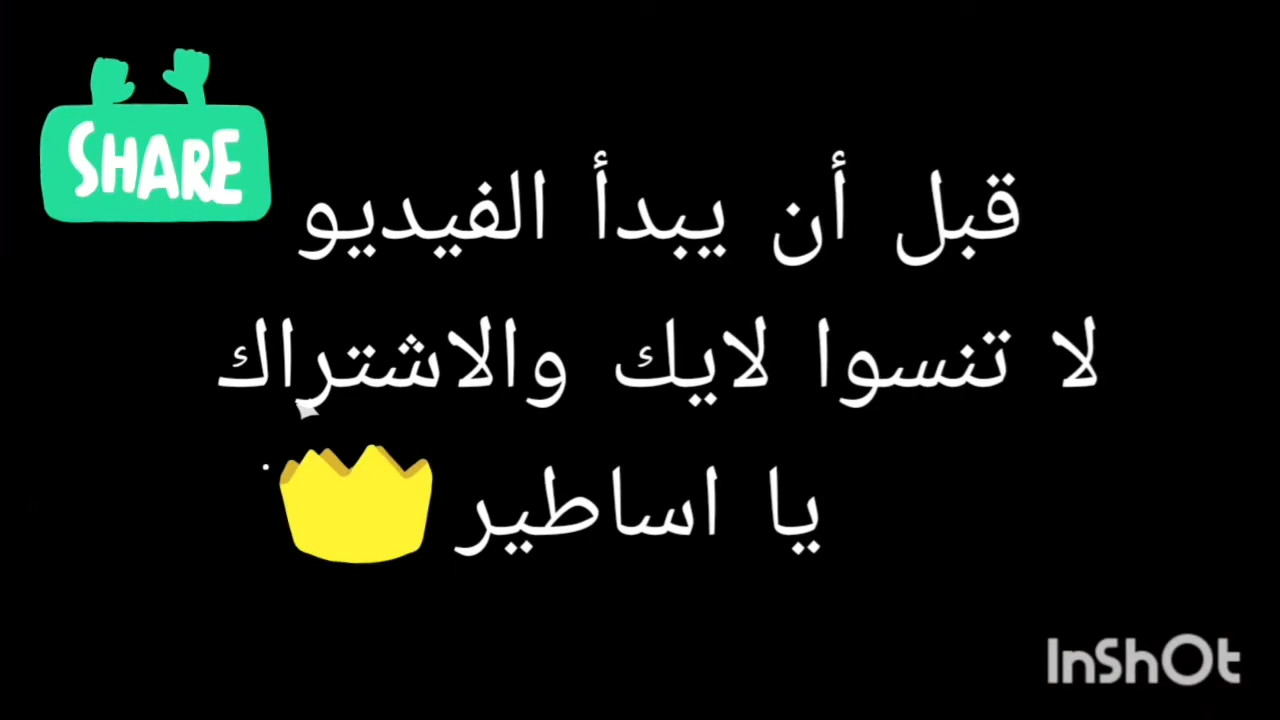 SHARE
قبل أن يبدأ الفيديو
لا تنسوا لايك والاشتراك
يا اساطير
InShOt